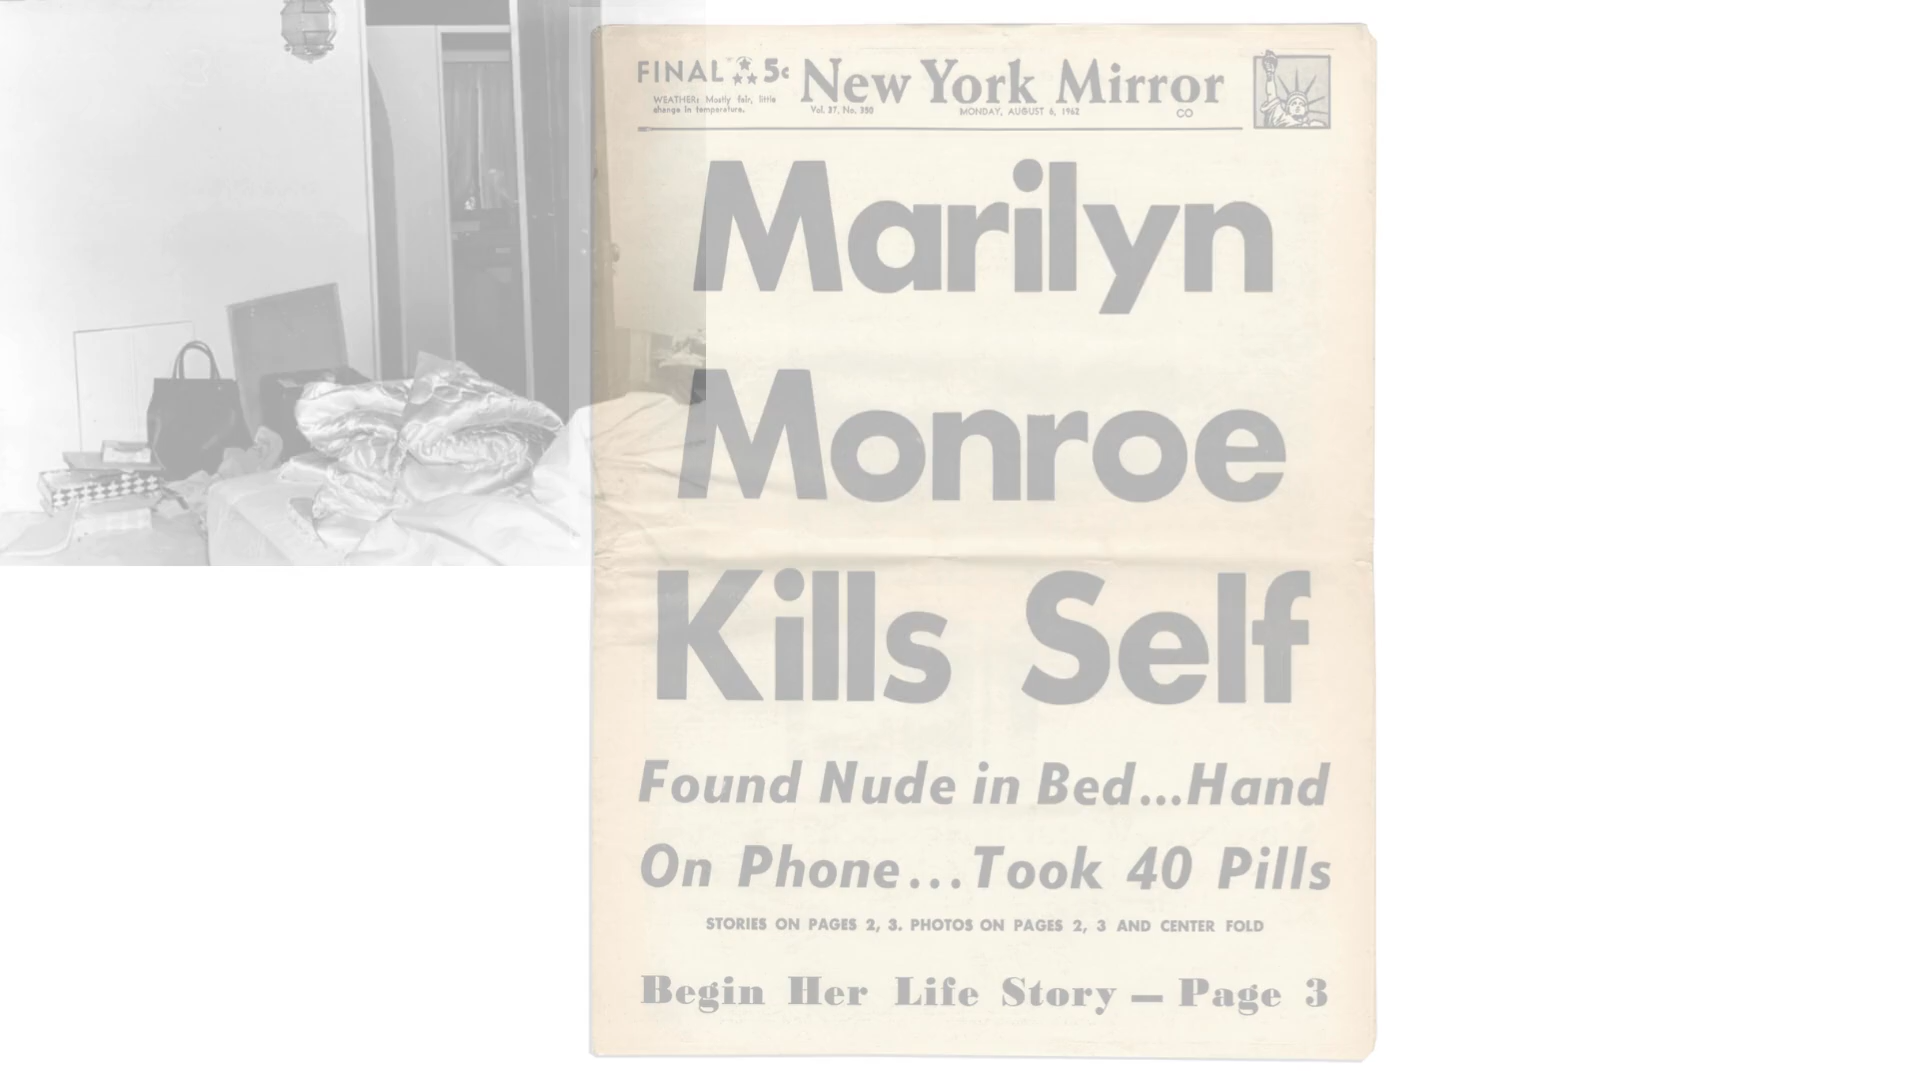 FINAL 5c New York Mirror
WEATHER: Mostly fair, little
change in temperature.
Vol. 37, No. 350 MONDAY, AUGUST 6, 1962 CO
Marilyn
Monroe
Kills Self
Found Nude in Bed...Hand
On Phone...Took 40 Pills
STORIES ON PAGES 2, 3. PHOTOS ON PAGES 2, 3 AND CENTER FOLD
Begin Her Life Story — Page 3